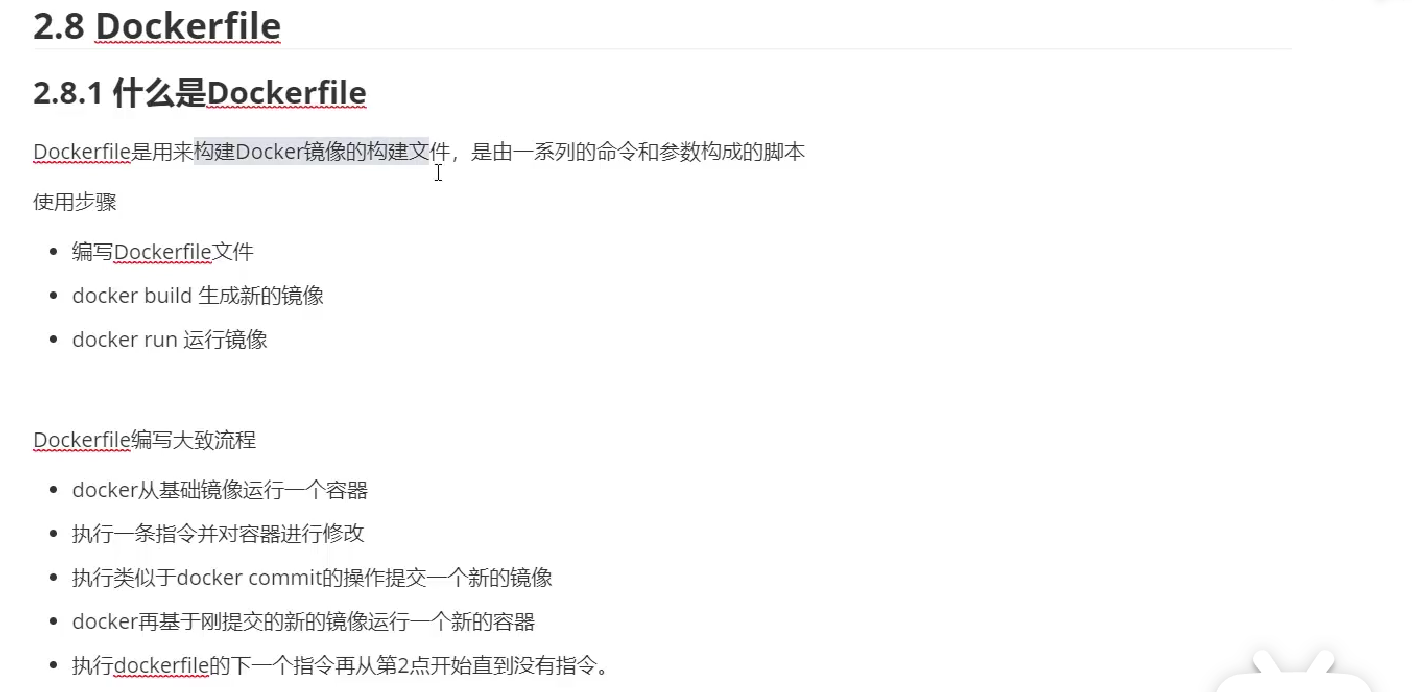 2.8 Dockerfile
2.8.1 什么是Dockerfile
Dockerfile是用来构建Docker镜像的构建文件，是由一系列的命令和参数构成的脚本
使用步骤
编写Dockerfile文件
docker build 生成新的镜像
docker run 运行镜像
Dockerfile编写大致流程
docker从基础镜像运行一个容器
执行一条指令并对容器进行修改
执行类似于docker commit的操作提交一个新的镜像
docker再基于刚提交的新的镜像运行一个新的容器
执行dockerfile的下一个指令再从第2点开始直到没有指令。